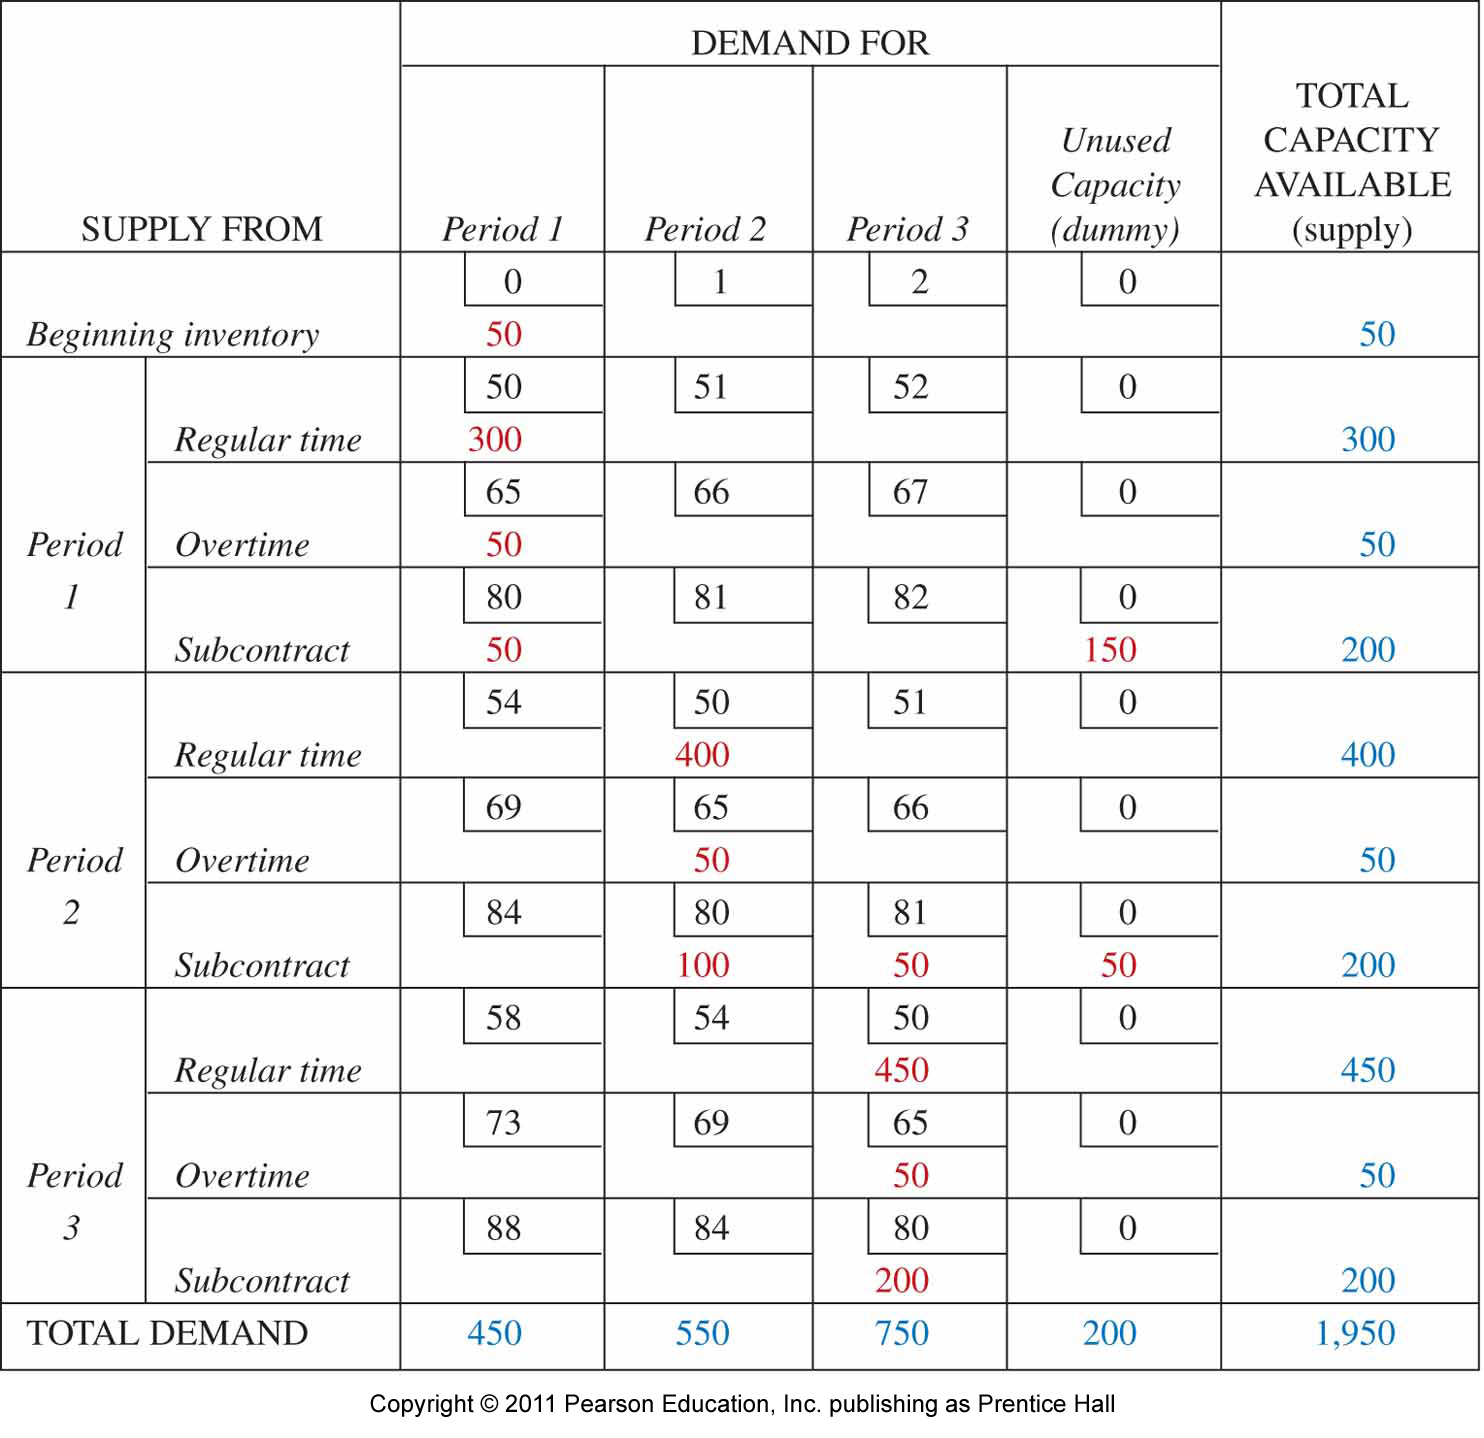 DEMAND FOR
SUPPLY FROM Period 1 Period 2 Period 3 Unused Capacity (dummy) TOTAL CAPACITY AVAILABLE (supply)
0 1 2 0
Beginning inventory 50 50
50 51 52 0
Regular time 300 300
65 66 67 0
Period 1 Overtime 50 50
80 81 82 0
Subcontract 50 150 200
54 50 51 0
Regular time 400 400
69 65 66 0
Period 2 Overtime 50 50
84 80 81 0
Subcontract 100 50 50 200
58 54 50 0
Regular time 450 450
73 69 65 0
Period 3 Overtime 50 50
88 84 80 0
Subcontract 200 200
TOTAL DEMAND 450 550 750 200 1,950
Copyright © 2011 Pearson Education, Inc. publishing as Prentice Hall